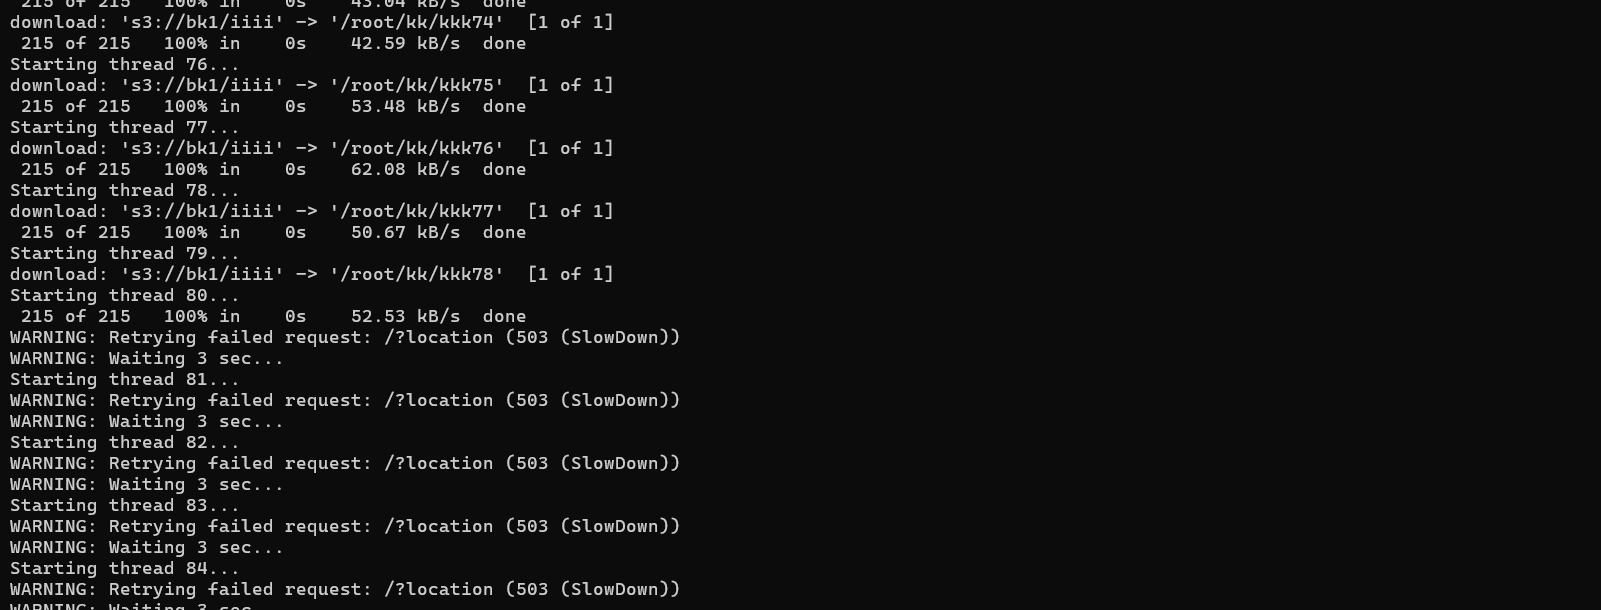 215 of 215   100% in    0s    43.04 kB/s  done
download: 's3://bk1/iiii' -> '/root/kk/kkk74'  [1 of 1]
 215 of 215   100% in    0s    42.59 kB/s  done
Starting thread 76...
download: 's3://bk1/iiii' -> '/root/kk/kkk75'  [1 of 1]
 215 of 215   100% in    0s    53.48 kB/s  done
Starting thread 77...
download: 's3://bk1/iiii' -> '/root/kk/kkk76'  [1 of 1]
 215 of 215   100% in    0s    62.08 kB/s  done
Starting thread 78...
download: 's3://bk1/iiii' -> '/root/kk/kkk77'  [1 of 1]
 215 of 215   100% in    0s    50.67 kB/s  done
Starting thread 79...
download: 's3://bk1/iiii' -> '/root/kk/kkk78'  [1 of 1]
Starting thread 80...
 215 of 215   100% in    0s    52.53 kB/s  done
WARNING: Retrying failed request: /?location (503 (SlowDown))
WARNING: Waiting 3 sec...
Starting thread 81...
WARNING: Retrying failed request: /?location (503 (SlowDown))
WARNING: Waiting 3 sec...
Starting thread 82...
WARNING: Retrying failed request: /?location (503 (SlowDown))
WARNING: Waiting 3 sec...
Starting thread 83...
WARNING: Retrying failed request: /?location (503 (SlowDown))
WARNING: Waiting 3 sec...
Starting thread 84...
WARNING: Retrying failed request: /?location (503 (SlowDown))
WARNING: Waiting 3 sec